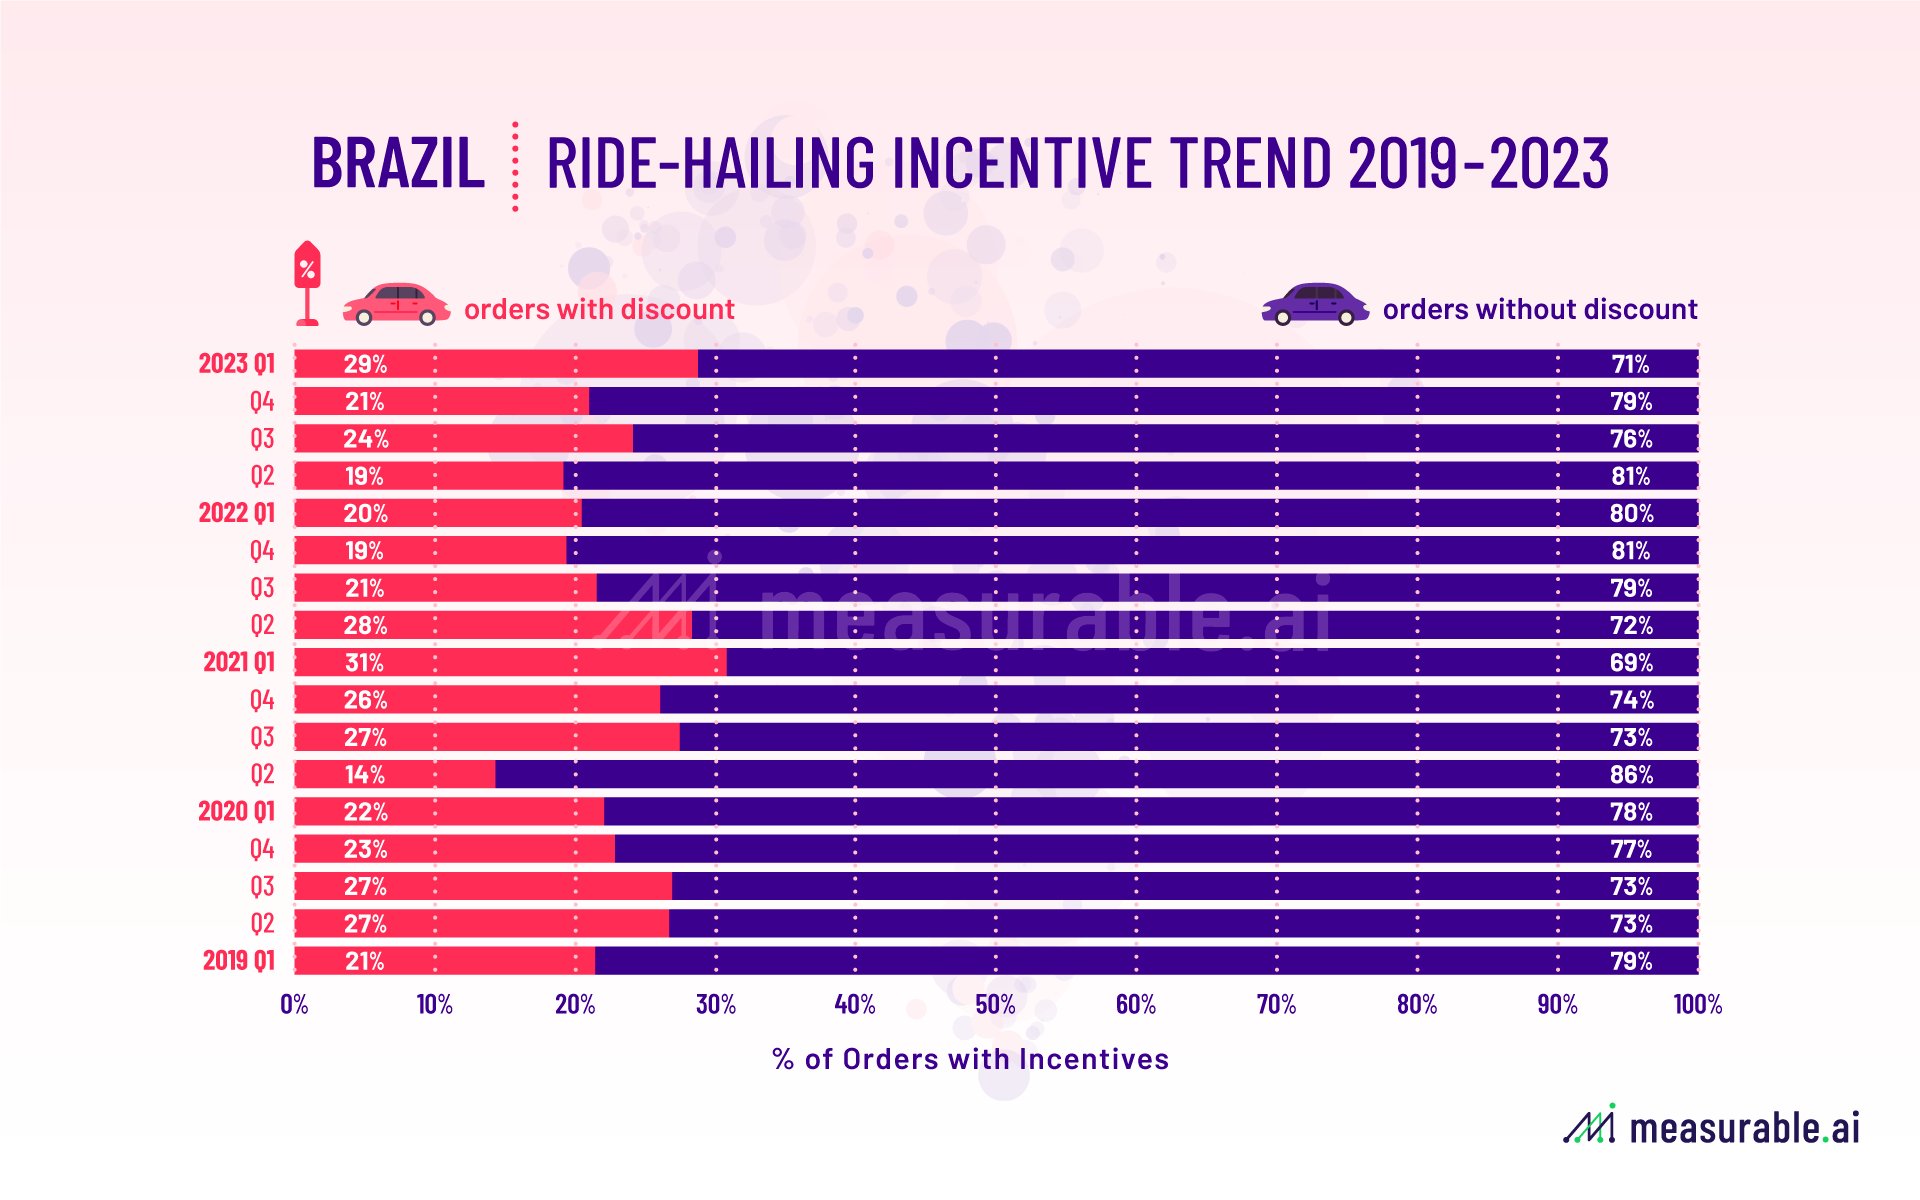 BRAZIL RIDE-HAILING INCENTIVE TREND 2019-2023
%
orders with discount orders without discount
2023 Q1 29% 71%
Q4 21% 79%
Q3 24% 76%
Q2 19% 81%
2022 Q1 20% 80%
Q4 19% 81%
Q3 21% 79%
measurable.ai
Q2 28% 72%
2021 Q1 31% 69%
Q4 26% 74%
Q3 27% 73%
Q2 14% 86%
2020 Q1 22% 78%
Q4 23% 77%
Q3 27% 73%
Q2 27% 73%
2019 Q1 21% 79%
0% 10% 20% 30% 40% 50% 60% 70% 80% 90% 100%
% of Orders with Incentives
measurable.ai